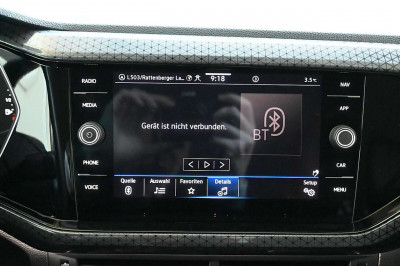 RADIO
MEDIA
PHONE
VOICE
LS03/Rattenberger La... 9:18 3.5°C
Gerät ist nicht verbunden.
BT
Quelle Auswahl Favoriten Details Setup
NAV
APP
CAR
MENU